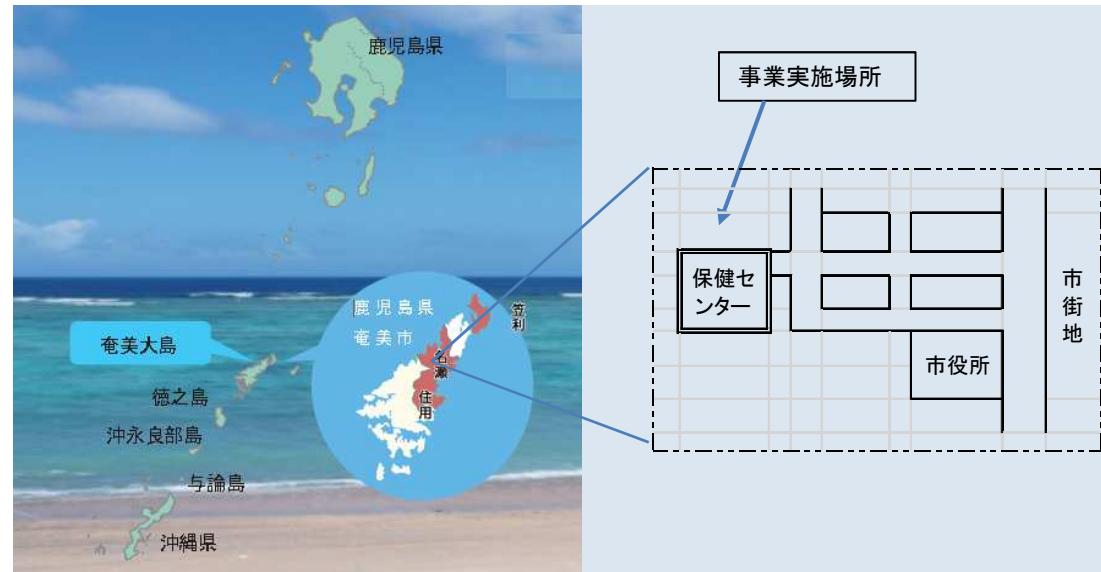 鹿児島県
事業実施場所
鹿児島県
奄美市
笠利
名瀬
住用
奄美大島
徳之島
沖永良部島
与論島
沖縄県
保健セ
ンター
市役所
市街地